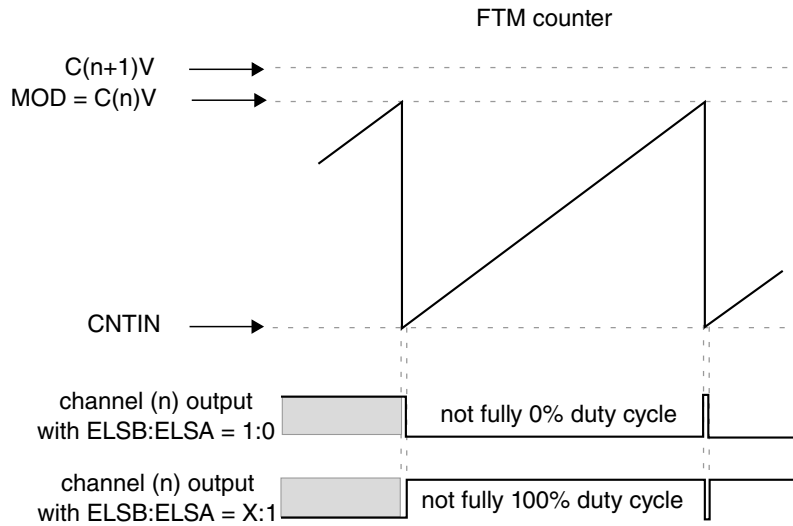 FTM counter
C(n+1)V
MOD = C(n)V
CNTIN
channel (n) output
with ELSB:ELSA = 1:0
not fully 0% duty cycle
channel (n) output
with ELSB:ELSA = X:1
not fully 100% duty cycle